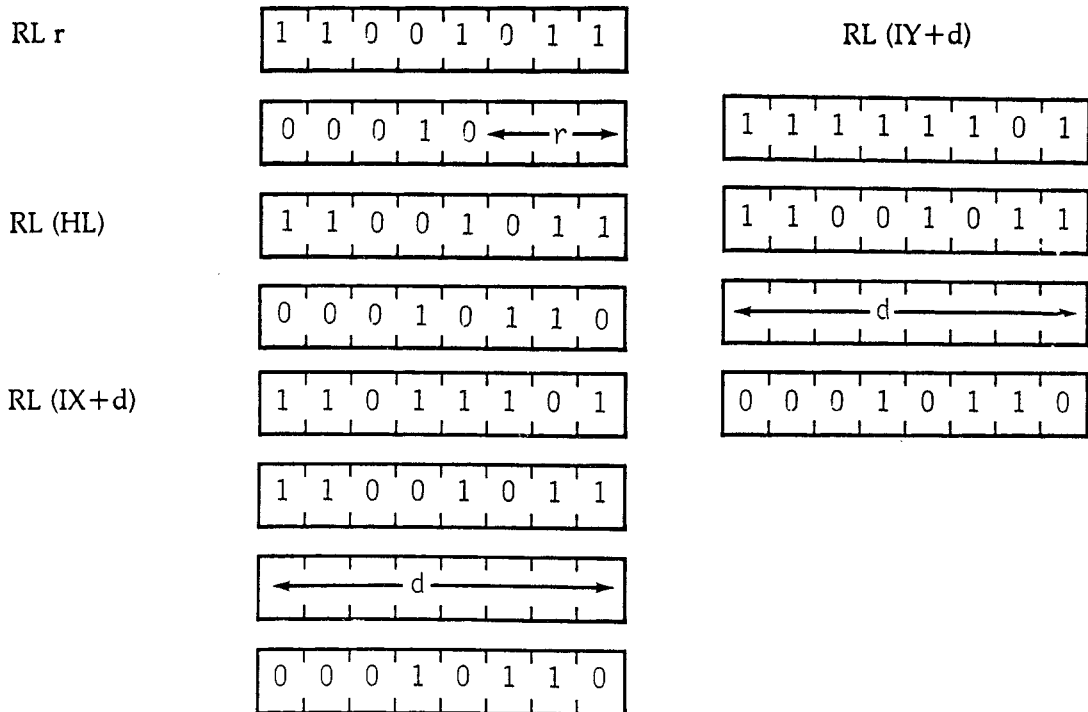 RL r
1 1 0 0 1 0 1 1
0 0 0 1 0 r
RL (HL)
1 1 0 0 1 0 1 1
0 0 0 1 0 1 1 0
RL (IX+d)
1 1 0 1 1 1 0 1
1 1 0 0 1 0 1 1
d
0 0 0 1 0 1 1 0
RL (IY+d)
1 1 1 1 1 1 0 1
1 1 0 0 1 0 1 1
d
0 0 0 1 0 1 1 0